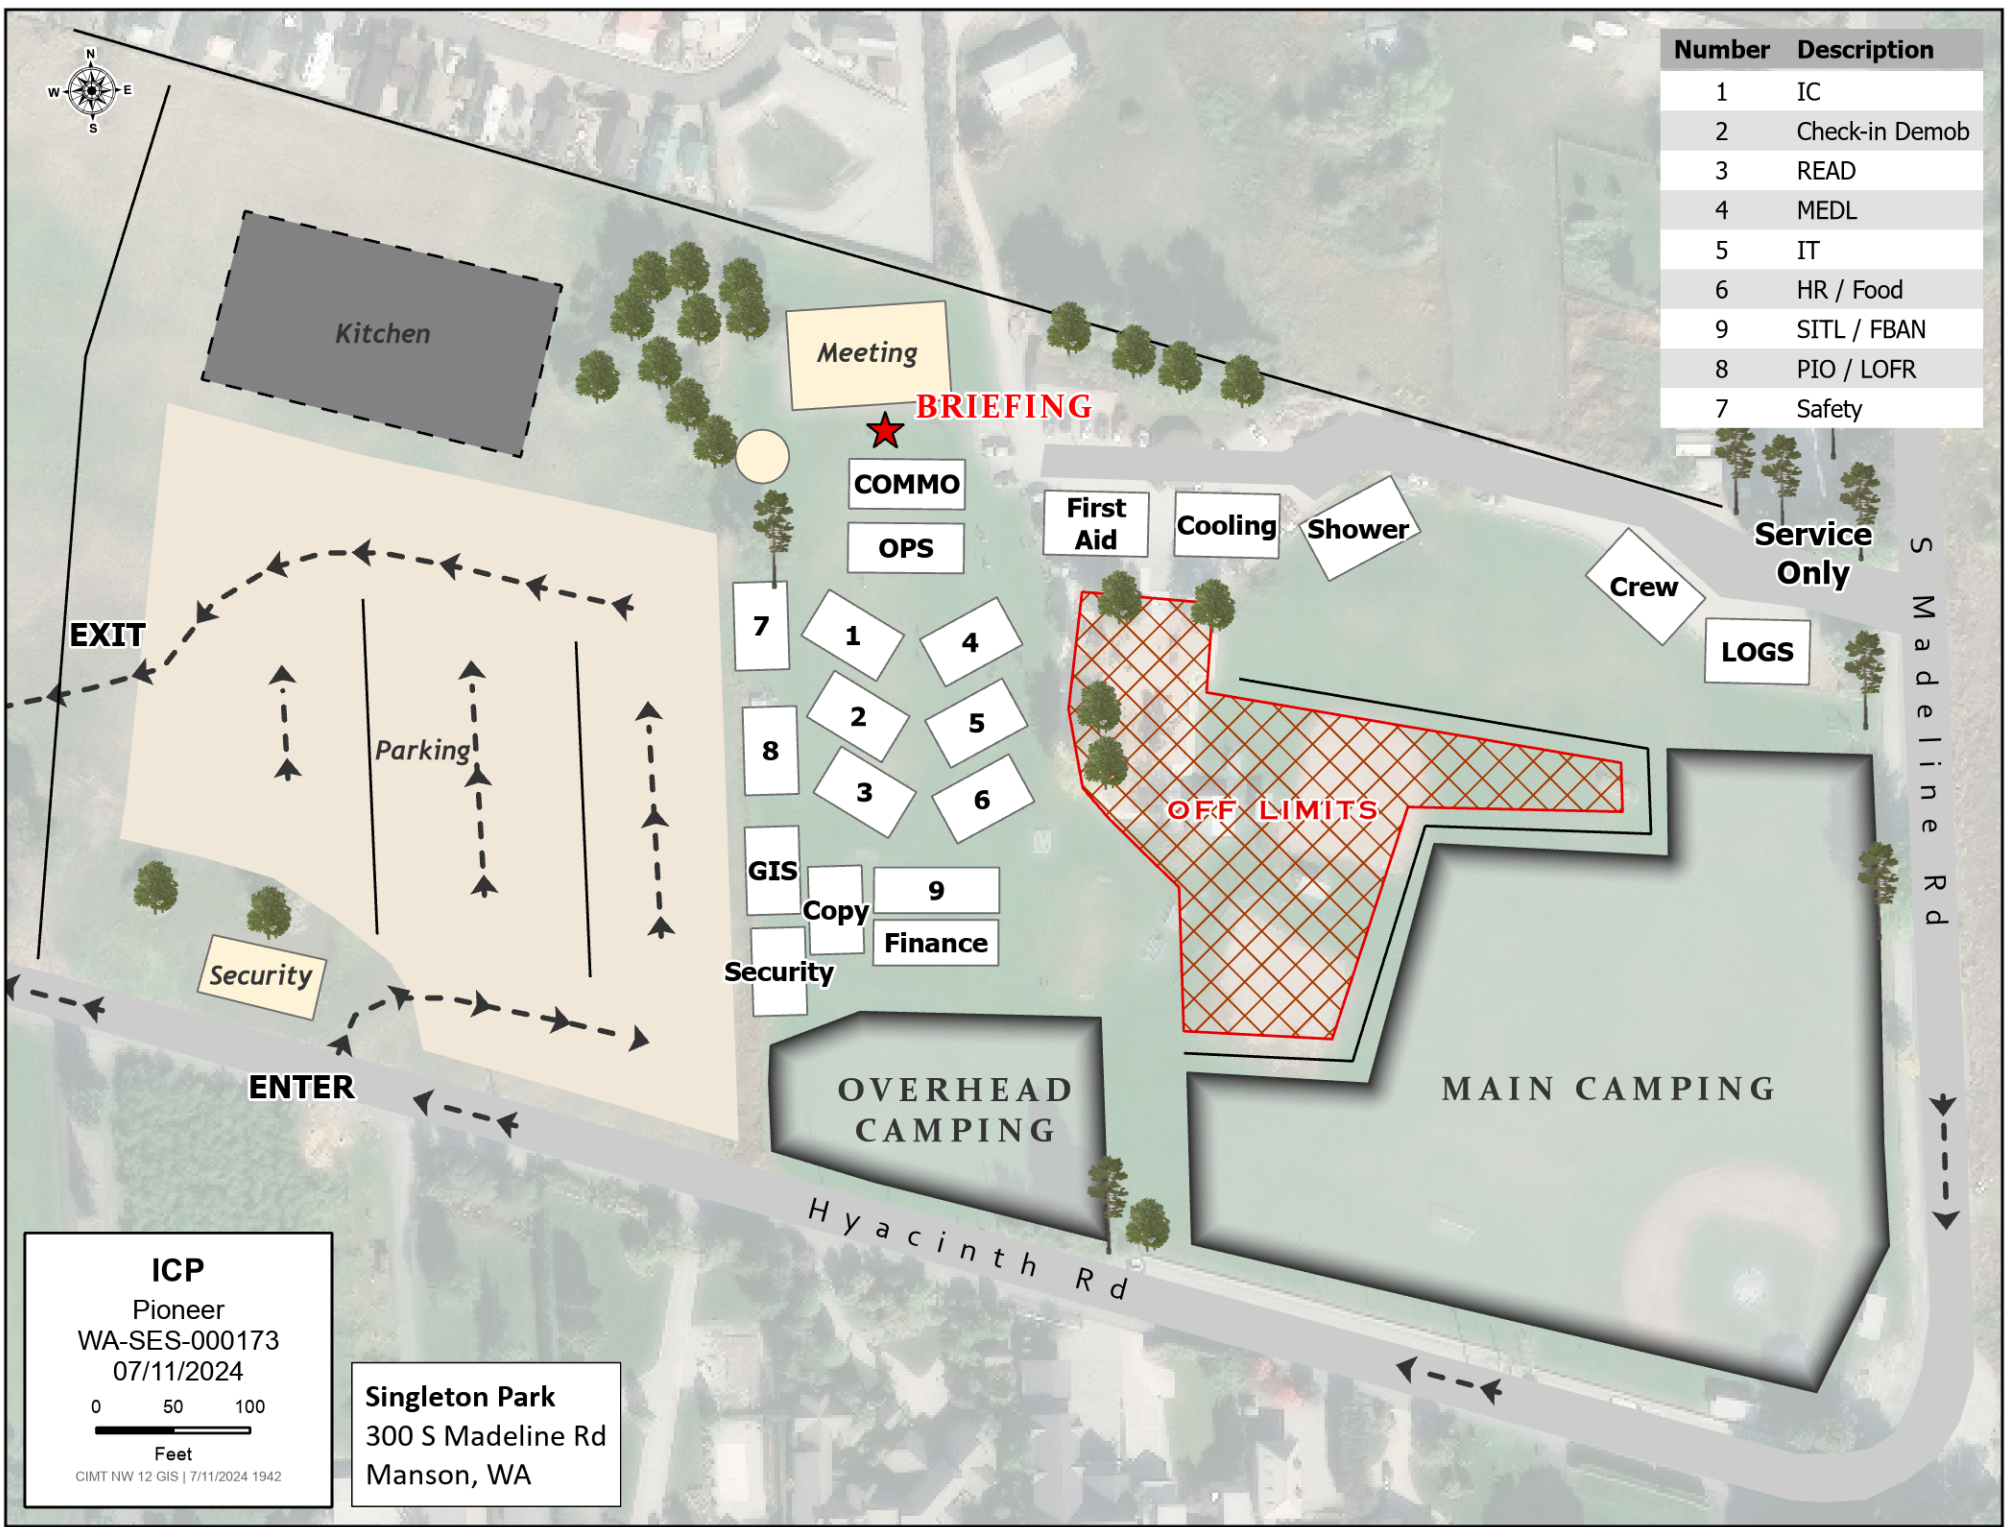 N
W E
S
Number Description
1 IC
2 Check-in Demob
3 READ
4 MEDL
5 IT
6 HR / Food
9 SITL / FBAN
8 PIO / LOFR
7 Safety
Kitchen
Meeting
BRIEFING
COMMO
OPS
First
Aid
Cooling
Shower
Crew
LOGS
Service
Only
S Madeline Rd
EXIT
Parking
7
1
4
8
2
5
3
6
GIS
Copy
9
Finance
Security
Security
ENTER
OFF LIMITS
OVERHEAD
CAMPING
MAIN CAMPING
Hyacinth Rd
ICP
Pioneer
WA-SES-000173
07/11/2024
0 50 100
Feet
CIMT NW 12 GIS | 7/11/2024 1942
Singleton Park
300 S Madeline Rd
Manson, WA